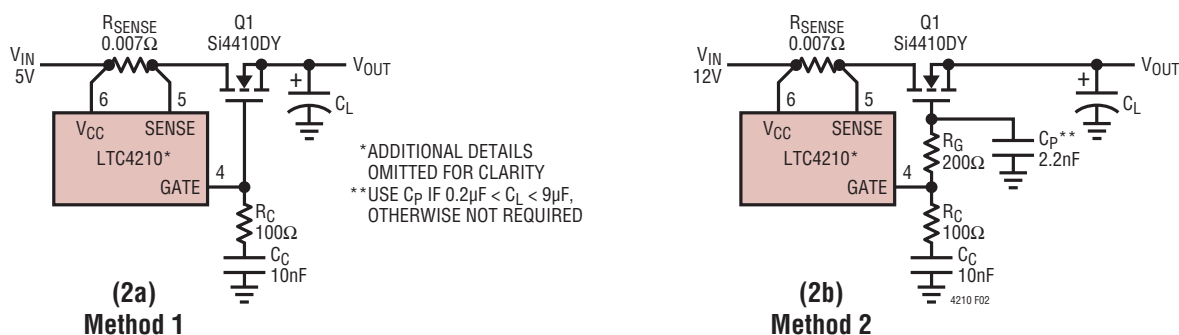 RSENSE
0.007Ω
Q1
Si4410DY
VIN
5V
VOUT
+
CL
6
5
VCC
SENSE
LTC4210*
GATE
4
RC
100Ω
CC
10nF
(2a)
Method 1
*ADDITIONAL DETAILS
OMITTED FOR CLARITY
**USE CP IF 0.2µF < CL < 9µF,
OTHERWISE NOT REQUIRED
RSENSE
0.007Ω
Q1
Si4410DY
VIN
12V
VOUT
+
CL
6
5
VCC
SENSE
LTC4210*
GATE
4
RG
200Ω
CP**
2.2nF
RC
100Ω
CC
10nF
4210 F02
(2b)
Method 2